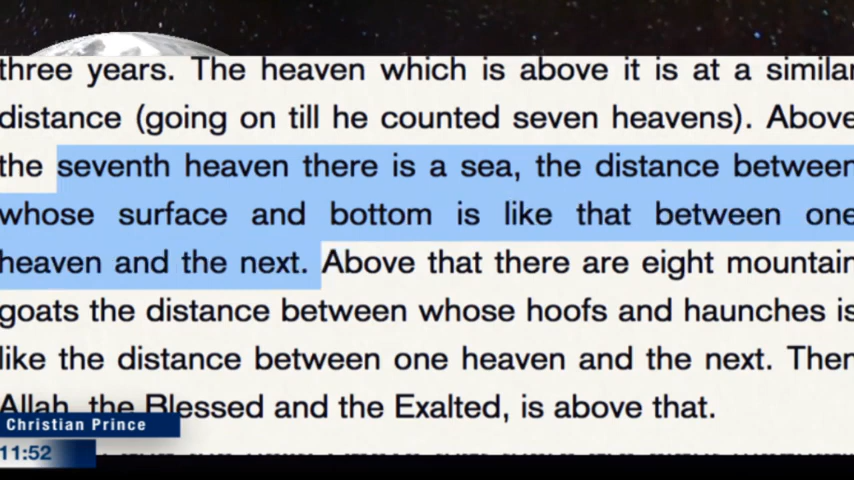 three years. The heaven which is above it is at a similar
distance (going on till he counted seven heavens). Above
the seventh heaven there is a sea, the distance between
whose surface and bottom is like that between one
heaven and the next. Above that there are eight mountain
goats the distance between whose hoofs and haunches is
like the distance between one heaven and the next. Then
Allah, the Blessed and the Exalted, is above that.
Christian Prince
11:52